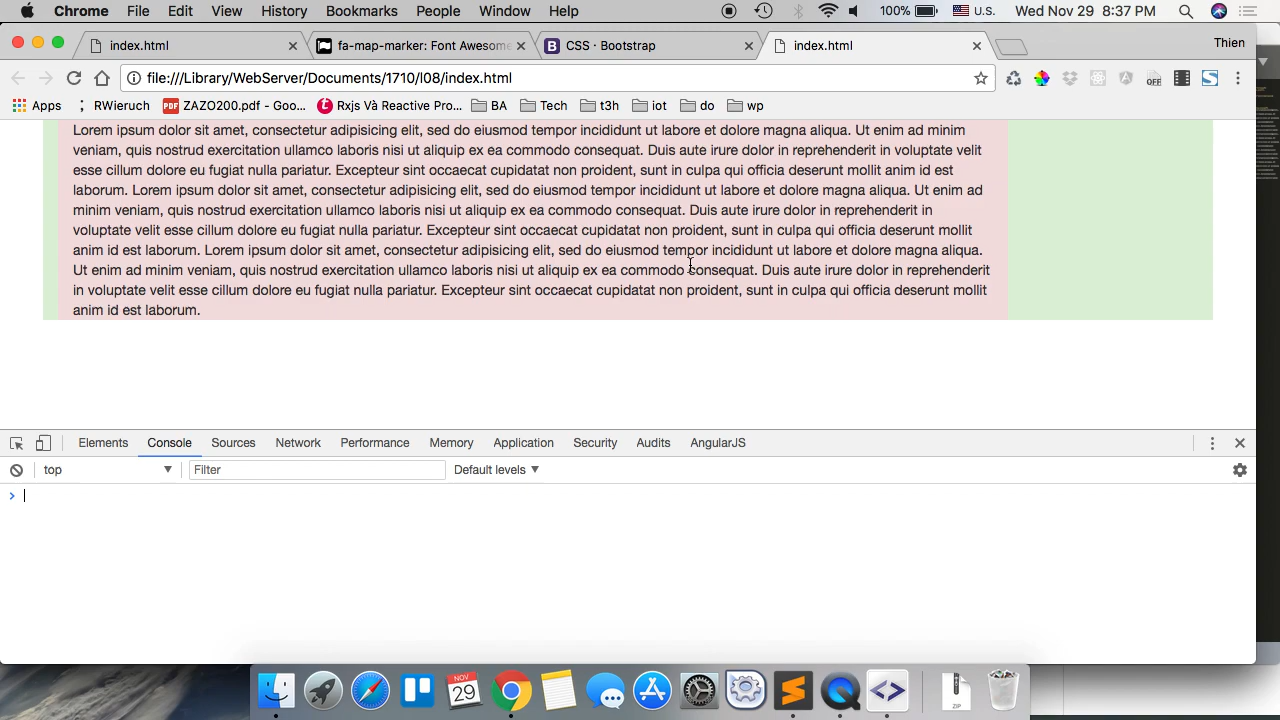 Chrome File Edit View History Bookmarks People Window Help 100% U.S. Wed Nov 29 8:37 PM
index.html fa-map-marker: Font Awesome CSS · Bootstrap index.html Thien
file:///Library/WebServer/Documents/1710/l08/index.html OFF
Apps RWieruch PDF ZAZO200.pdf - Goo... Rxjs Và Reactive P... BA Tech t3h iot do wp
Lorem ipsum dolor sit amet, consectetur adipisicing elit, sed do eiusmod tempor incididunt ut labore et dolore magna aliqua. Ut enim ad minim
veniam, quis nostrud exercitation ullamco laboris nisi ut aliquip ex ea commodo consequat. Duis aute irure dolor in reprehenderit in voluptate velit
esse cillum dolore eu fugiat nulla pariatur. Excepteur sint occaecat cupidatat non proident, sunt in culpa qui officia deserunt mollit anim id est
laborum. Lorem ipsum dolor sit amet, consectetur adipisicing elit, sed do eiusmod tempor incididunt ut labore et dolore magna aliqua. Ut enim ad
minim veniam, quis nostrud exercitation ullamco laboris nisi ut aliquip ex ea commodo consequat. Duis aute irure dolor in reprehenderit in
voluptate velit esse cillum dolore eu fugiat nulla pariatur. Excepteur sint occaecat cupidatat non proident, sunt in culpa qui officia deserunt mollit
anim id est laborum. Lorem ipsum dolor sit amet, consectetur adipisicing elit, sed do eiusmod tempor incididunt ut labore et dolore magna aliqua.
Ut enim ad minim veniam, quis nostrud exercitation ullamco laboris nisi ut aliquip ex ea commodo consequat. Duis aute irure dolor in reprehenderit
in voluptate velit esse cillum dolore eu fugiat nulla pariatur. Excepteur sint occaecat cupidatat non proident, sunt in culpa qui officia deserunt mollit
anim id est laborum.
Elements Console Sources Network Performance Memory Application Security Audits AngularJS
top Filter Default levels
NOV
29
ZIP